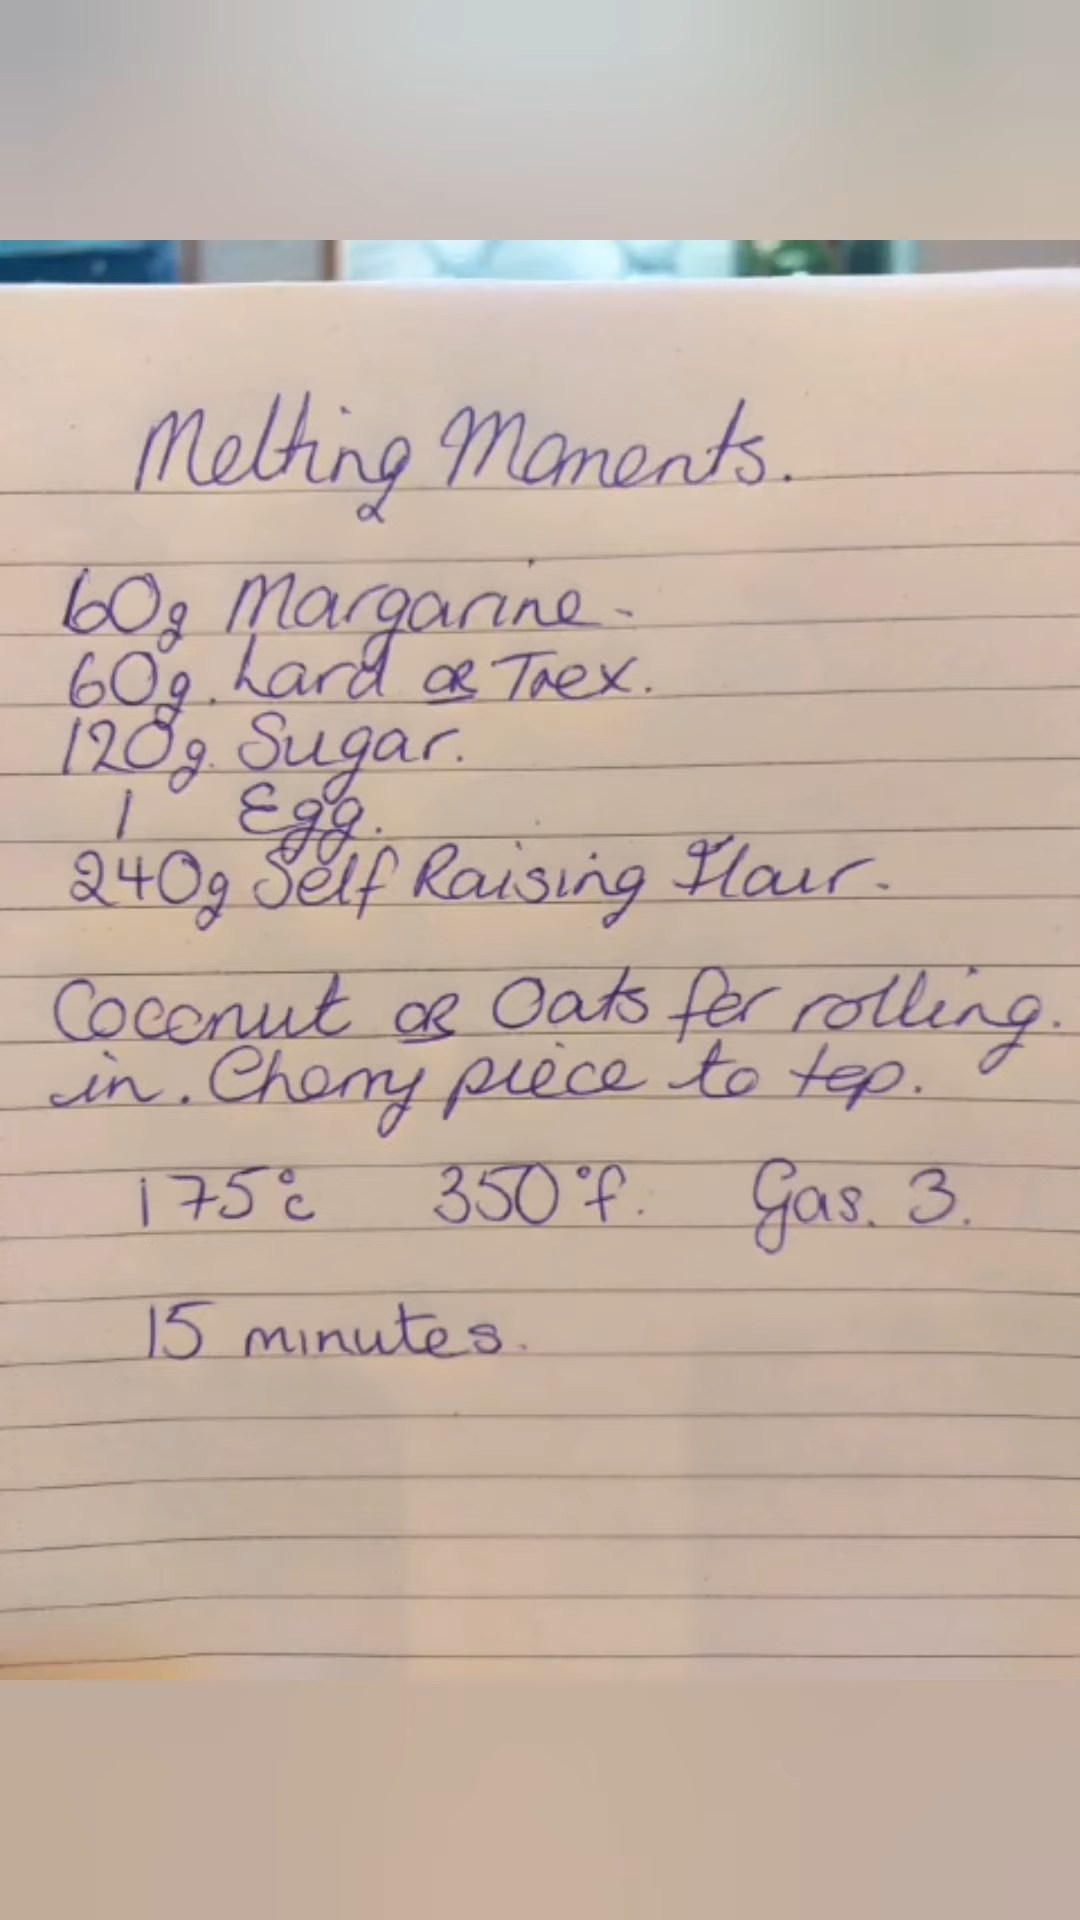 Melting Moments.
60g Margarine.
60g. Lard OR Trex.
120g. Sugar.
1 Egg.
240g Self Raising Flour.
Coconut OR Oats for rolling.
in. Cherry piece to top.
175°c 350°f. Gas. 3.
15 minutes.